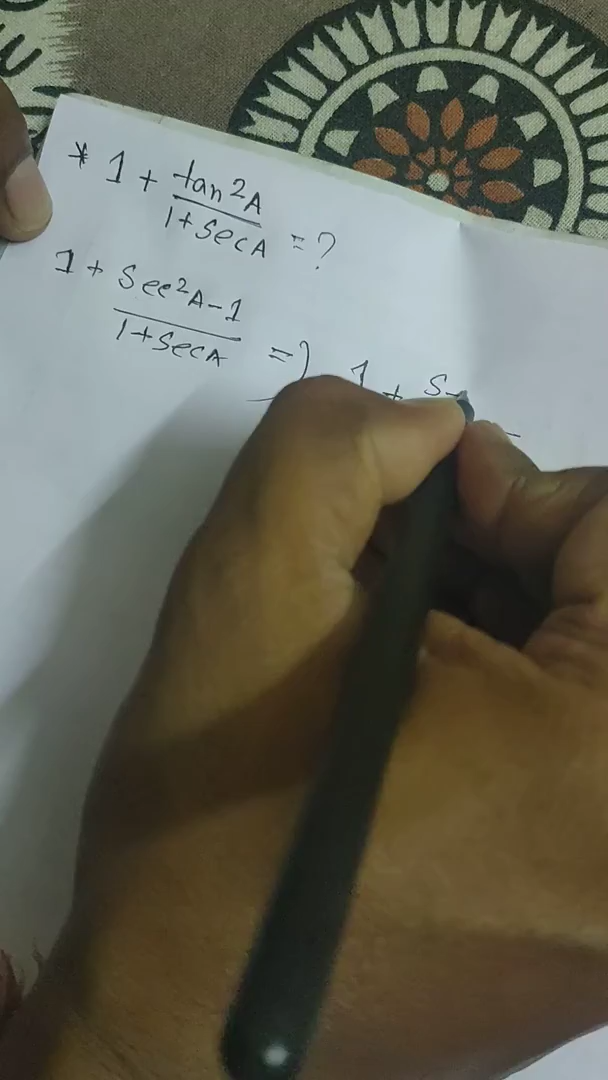 * 1 + tan²A / 1+secA = ?
1 + sec²A-1 / 1+secA => 1 + s